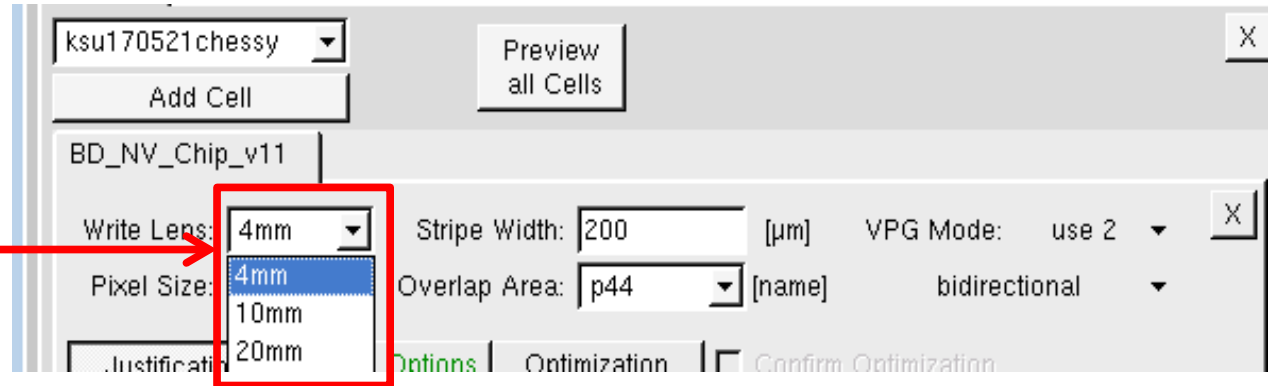 ksu170521chessy
Preview
all Cells
X
Add Cell
BD_NV_Chip_v11
Write Lens: 4mm Stripe Width: 200 [µm] VPG Mode: use 2 X
Pixel Size: 4mm Overlap Area: p44 [name] bidirectional
10mm
20mm
Options Optimization Confirm Optimization